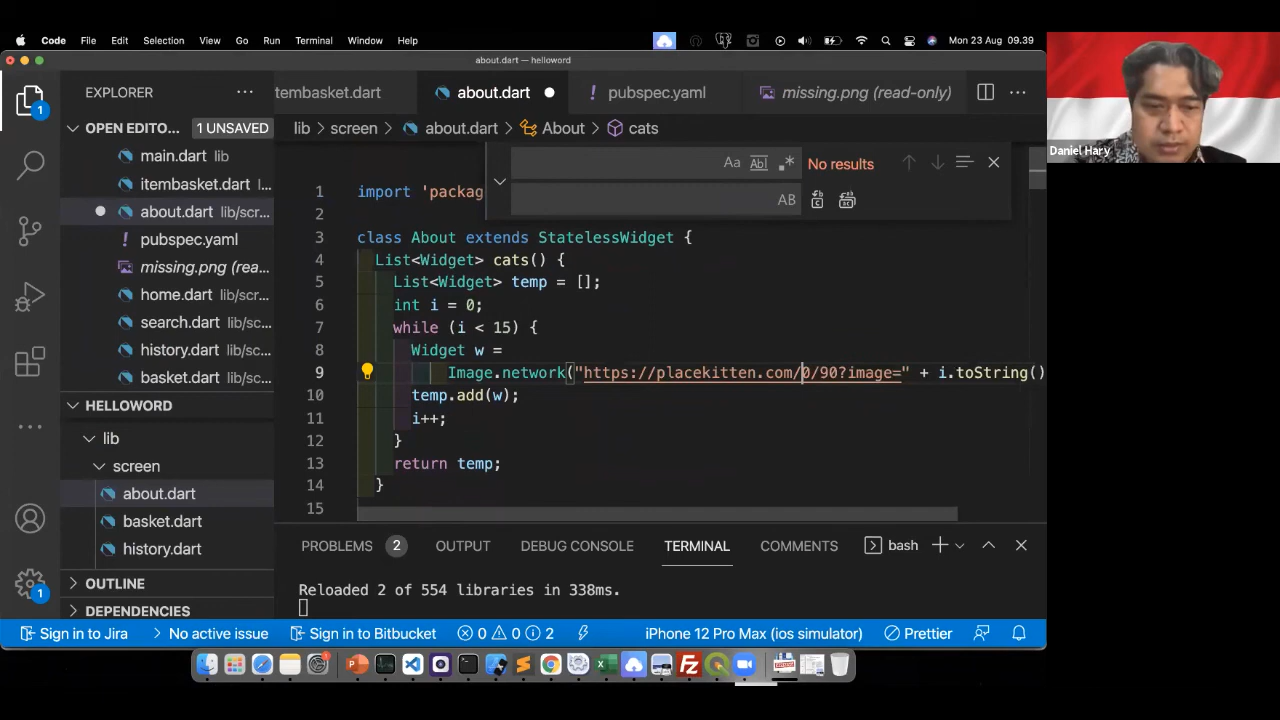 Code File Edit Selection View Go Run Terminal Window Help Mon 23 Aug 09.39
about.dart — helloword
EXPLORER ···
tembasket.dart about.dart ! pubspec.yaml missing.png (read-only) ···
OPEN EDITO... 1 UNSAVED
lib > screen > about.dart > About > cats
main.dart lib
itembasket.dart l...
about.dart lib/scr...
! pubspec.yaml
missing.png (rea...
home.dart lib/sc...
search.dart lib/s...
history.dart lib/s...
basket.dart lib/s...
HELLOWORD
lib
screen
about.dart
basket.dart
history.dart
OUTLINE
DEPENDENCIES
Aa Abl .* No results
AB
1 import 'packag
2
3 class About extends StatelessWidget {
4 List<Widget> cats() {
5 List<Widget> temp = [];
6 int i = 0;
7 while (i < 15) {
8 Widget w =
9 Image.network("https://placekitten.com/0/90?image=" + i.toString()
10 temp.add(w);
11 i++;
12 }
13 return temp;
14 }
15
PROBLEMS 2 OUTPUT DEBUG CONSOLE TERMINAL COMMENTS bash
Reloaded 2 of 554 libraries in 338ms.
Sign in to Jira No active issue Sign in to Bitbucket 0 0 2 iPhone 12 Pro Max (ios simulator) Prettier
1
1
Daniel Hary